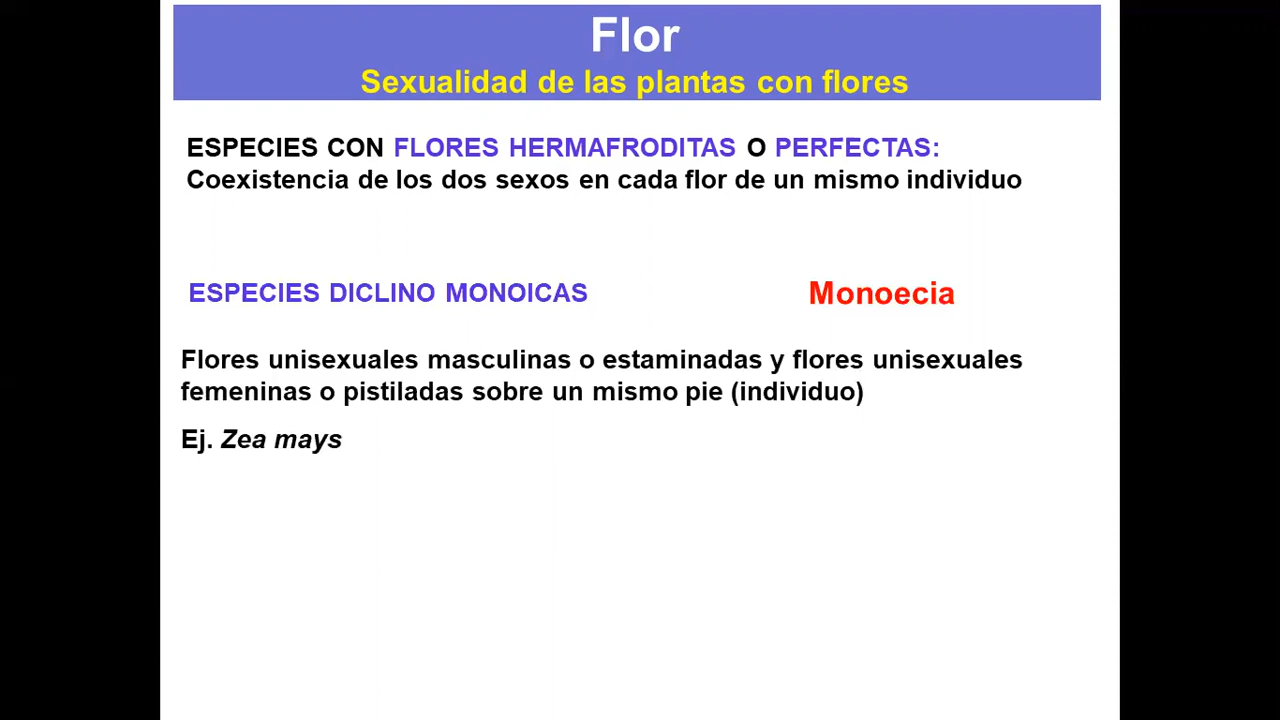 Flor
Sexualidad de las plantas con flores
ESPECIES CON FLORES HERMAFRODITAS O PERFECTAS:
Coexistencia de los dos sexos en cada flor de un mismo individuo
ESPECIES DICLINO MONOICAS
Monoecia
Flores unisexuales masculinas o estaminadas y flores unisexuales
femeninas o pistiladas sobre un mismo pie (individuo)
Ej. Zea mays